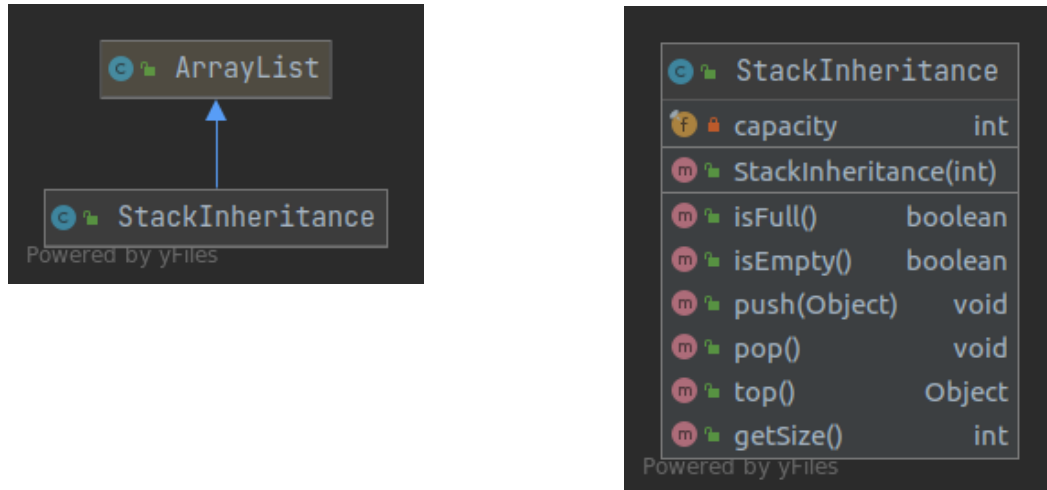 ArrayList
StackInheritance
Powered by yFiles
StackInheritance
capacity int
StackInheritance(int)
isFull() boolean
isEmpty() boolean
push(Object) void
pop() void
top() Object
getSize() int
Powered by yFiles